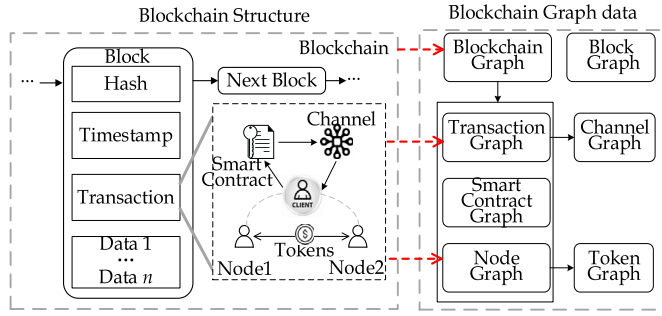 Blockchain Structure
Block
...
Hash
Timestamp
Transaction
Data 1
...
Data n
Next Block
...
Blockchain
Smart
Contract
Channel
CLIENT
$
Tokens
Node1
Node2
Blockchain Graph data
Blockchain
Graph
Block
Graph
Transaction
Graph
Channel
Graph
Smart
Contract
Graph
Node
Graph
Token
Graph